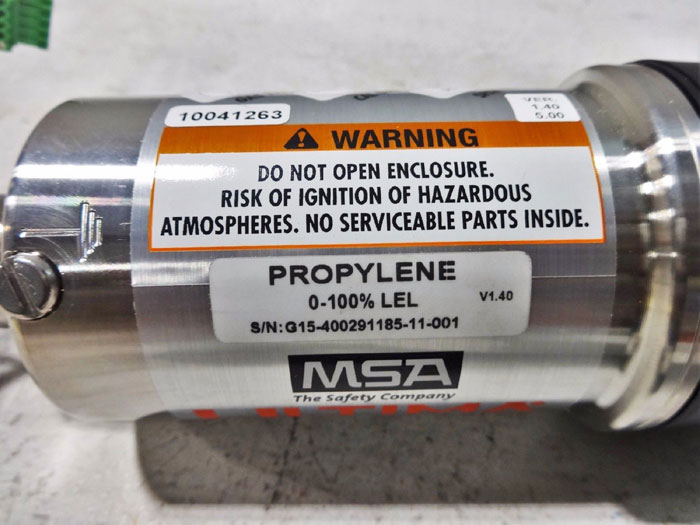 10041263
VER.
1.40
5.00
WARNING
DO NOT OPEN ENCLOSURE.
RISK OF IGNITION OF HAZARDOUS
ATMOSPHERES. NO SERVICEABLE PARTS INSIDE.
PROPYLENE
0-100% LEL
V1.40
S/N: G15-400291185-11-001
MSA
The Safety Company